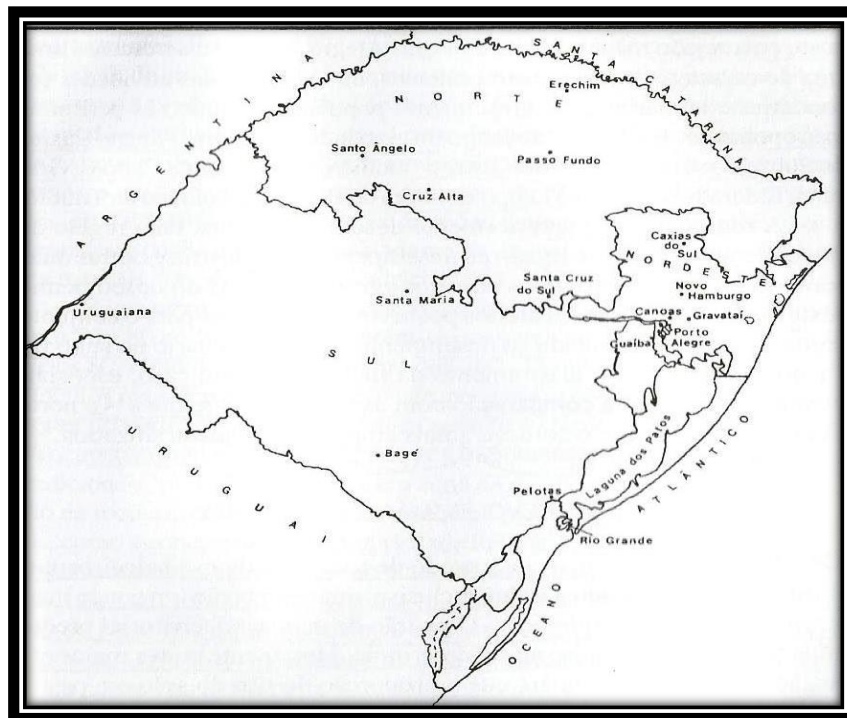 SANTA CATARINA
ARGENTINA
NORTE
Erechim
Santo Ângelo
Passo Fundo
Cruz Alta
Caxias
do
Sul
NORDESTE
Santa Cruz
do Sul
Novo
Hamburgo
Santa Maria
Uruguaiana
Canoas
Gravataí
Porto
Alegre
Guaíba
SUL
Bagé
URUGUAI
Laguna dos Patos
Pelotas
Rio Grande
OCEANO ATLÂNTICO